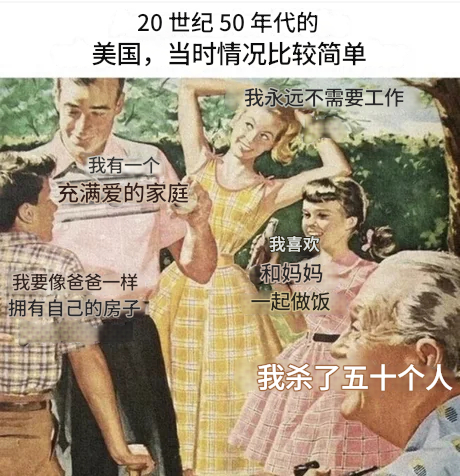 20 世纪 50 年代的
美国，当时情况比较简单
我永远不需要工作
我有一个
充满爱的家庭
我喜欢
和妈妈
一起做饭
我要像爸爸一样
拥有自己的房子
我杀了五十个人